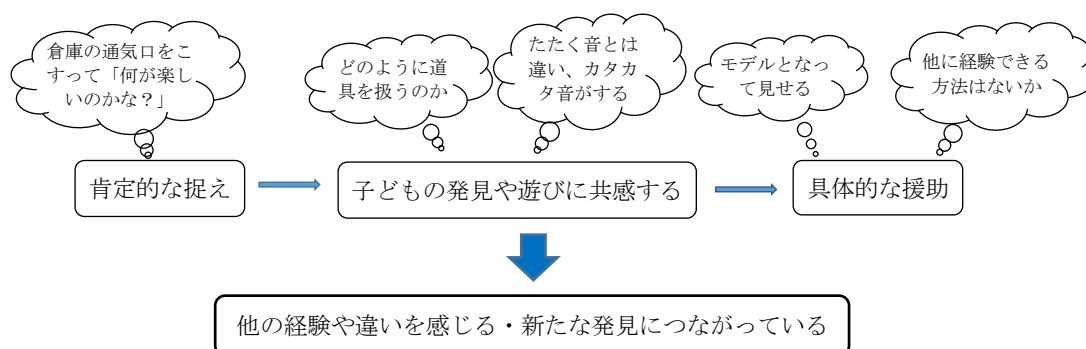 倉庫の通気口をこ
すって「何が楽し
いのかな？」
どのように道
具を扱うのか
たたく音とは
違い、カタカ
タ音がする
モデルとなっ
て見せる
他に経験できる
方法はないか
肯定的な捉え
子どもの発見や遊びに共感する
具体的な援助
他の経験や違いを感じる・新たな発見につながっている